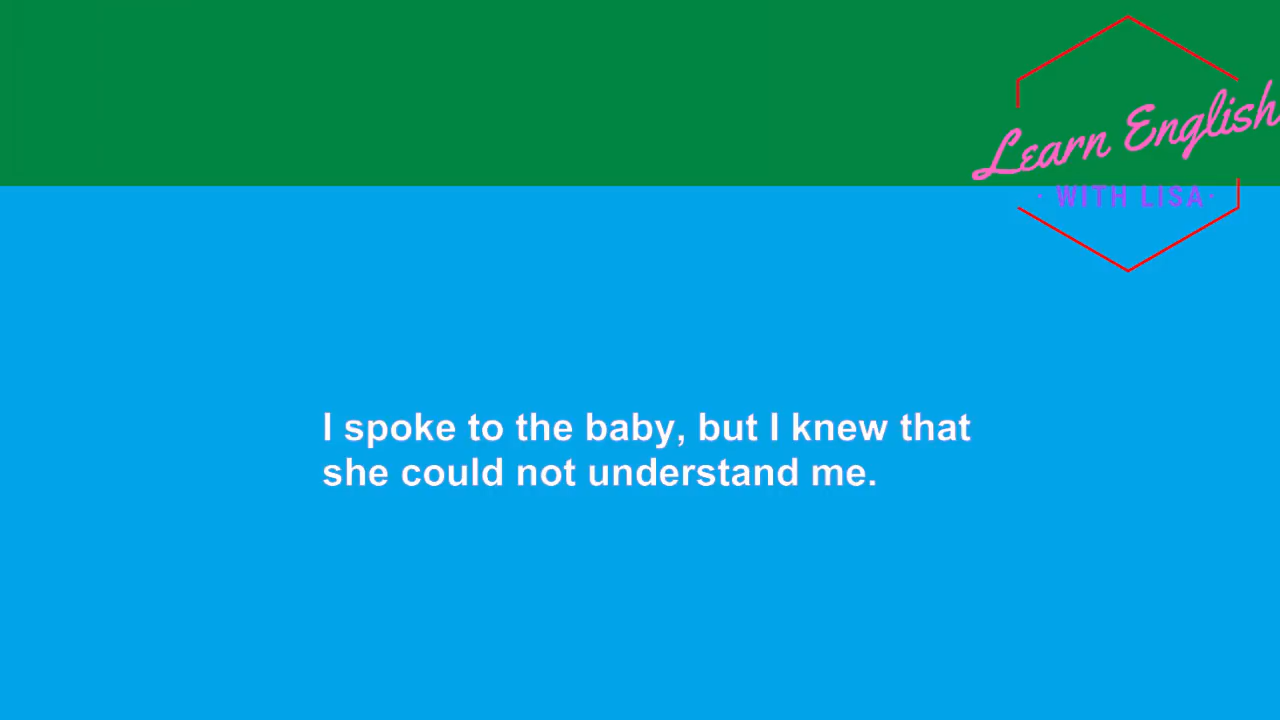 Learn English
· WITH LISA ·
I spoke to the baby, but I knew that
she could not understand me.